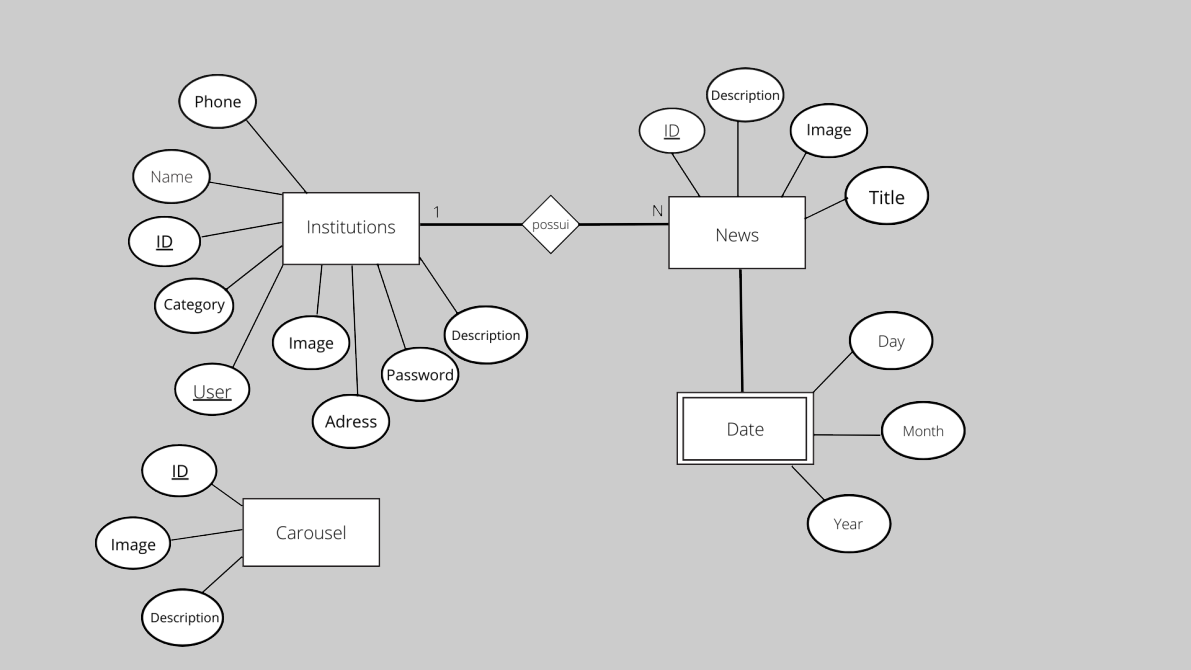 Phone
Name
ID
Category
User
Image
Adress
Password
Description
Institutions
1
possui
N
ID
Description
Image
Title
News
Day
Month
Year
Date
ID
Image
Description
Carousel